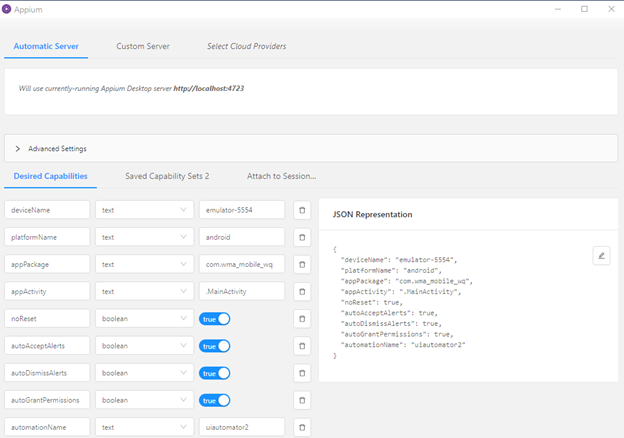 Appium
Automatic Server Custom Server Select Cloud Providers
Will use currently-running Appium Desktop server http://localhost:4723
Advanced Settings
Desired Capabilities Saved Capability Sets 2 Attach to Session...
deviceName text emulator-5554
platformName text android
appPackage text com.wma_mobile_wq
appActivity text .MainActivity
noReset boolean true
autoAcceptAlerts boolean true
autoDismissAlerts boolean true
autoGrantPermissions boolean true
automationName text uiautomator2
JSON Representation
{
"deviceName": "emulator-5554",
"platformName": "android",
"appPackage": "com.wma_mobile_wq",
"appActivity": ".MainActivity",
"noReset": true,
"autoAcceptAlerts": true,
"autoDismissAlerts": true,
"autoGrantPermissions": true,
"automationName": "uiautomator2"
}